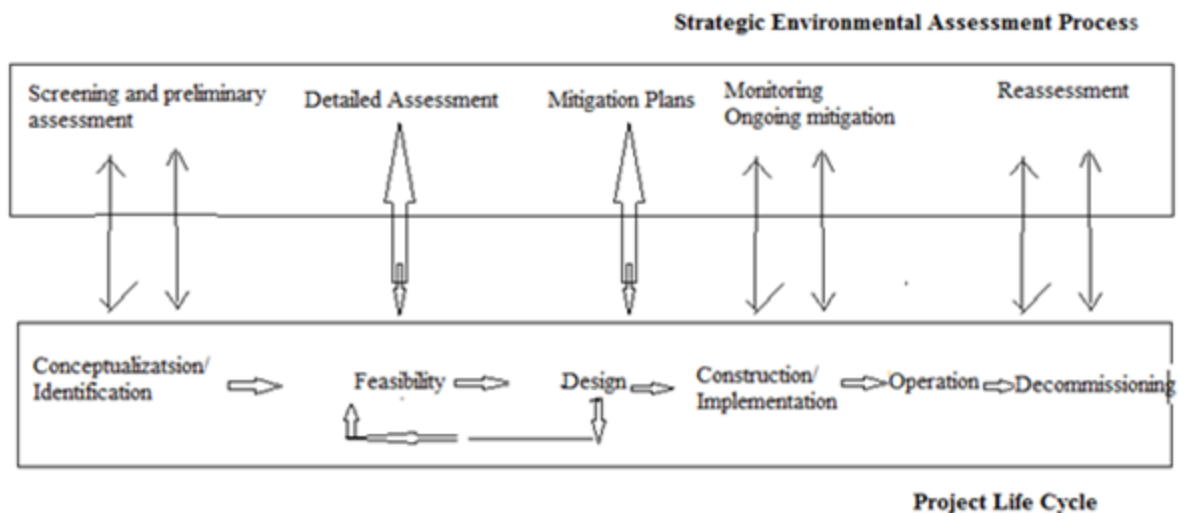 Strategic Environmental Assessment Process
Screening and preliminary
assessment
Detailed Assessment
Mitigation Plans
Monitoring
Ongoing mitigation
Reassessment
Conceptualizatsion/
Identification
Feasibility
Design
Construction/
Implementation
Operation
Decommissioning
Project Life Cycle